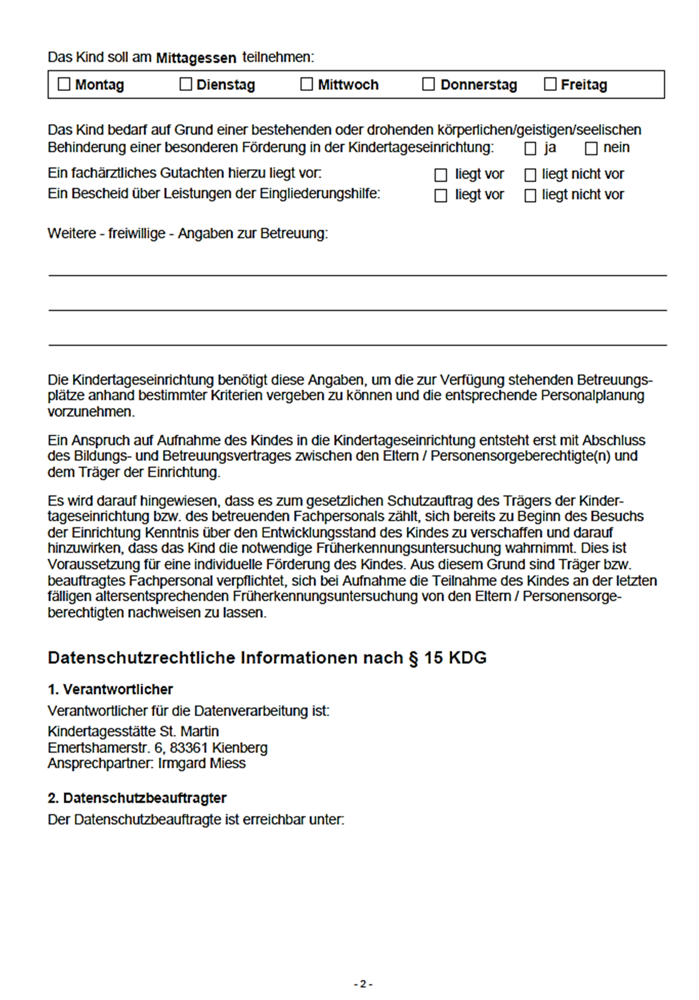 Das Kind soll am Mittagessen teilnehmen:
☐ Montag ☐ Dienstag ☐ Mittwoch ☐ Donnerstag ☐ Freitag
Das Kind bedarf auf Grund einer bestehenden oder drohenden körperlichen/geistigen/seelischen
Behinderung einer besonderen Förderung in der Kindertageseinrichtung: ☐ ja ☐ nein
Ein fachärztliches Gutachten hierzu liegt vor: ☐ liegt vor ☐ liegt nicht vor
Ein Bescheid über Leistungen der Eingliederungshilfe: ☐ liegt vor ☐ liegt nicht vor
Weitere - freiwillige - Angaben zur Betreuung:
Die Kindertageseinrichtung benötigt diese Angaben, um die zur Verfügung stehenden Betreuungs-
plätze anhand bestimmter Kriterien vergeben zu können und die entsprechende Personalplanung
vorzunehmen.
Ein Anspruch auf Aufnahme des Kindes in die Kindertageseinrichtung entsteht erst mit Abschluss
des Bildungs- und Betreuungsvertrages zwischen den Eltern / Personensorgeberechtigte(n) und
dem Träger der Einrichtung.
Es wird darauf hingewiesen, dass es zum gesetzlichen Schutzauftrag des Trägers der Kinder-
tageseinrichtung bzw. des betreuenden Fachpersonals zählt, sich bereits zu Beginn des Besuchs
der Einrichtung Kenntnis über den Entwicklungsstand des Kindes zu verschaffen und darauf
hinzuwirken, dass das Kind die notwendige Früherkennungsuntersuchung wahrnimmt. Dies ist
Voraussetzung für eine individuelle Förderung des Kindes. Aus diesem Grund sind Träger bzw.
beauftragtes Fachpersonal verpflichtet, sich bei Aufnahme die Teilnahme des Kindes an der letzten
fälligen altersentsprechenden Früherkennungsuntersuchung von den Eltern / Personensorge-
berechtigten nachweisen zu lassen.
Datenschutzrechtliche Informationen nach § 15 KDG
1. Verantwortlicher
Verantwortlicher für die Datenverarbeitung ist:
Kindertagesstätte St. Martin
Emertshamerstr. 6, 83361 Kienberg
Ansprechpartner: Irmgard Miess
2. Datenschutzbeauftragter
Der Datenschutzbeauftragte ist erreichbar unter:
- 2 -